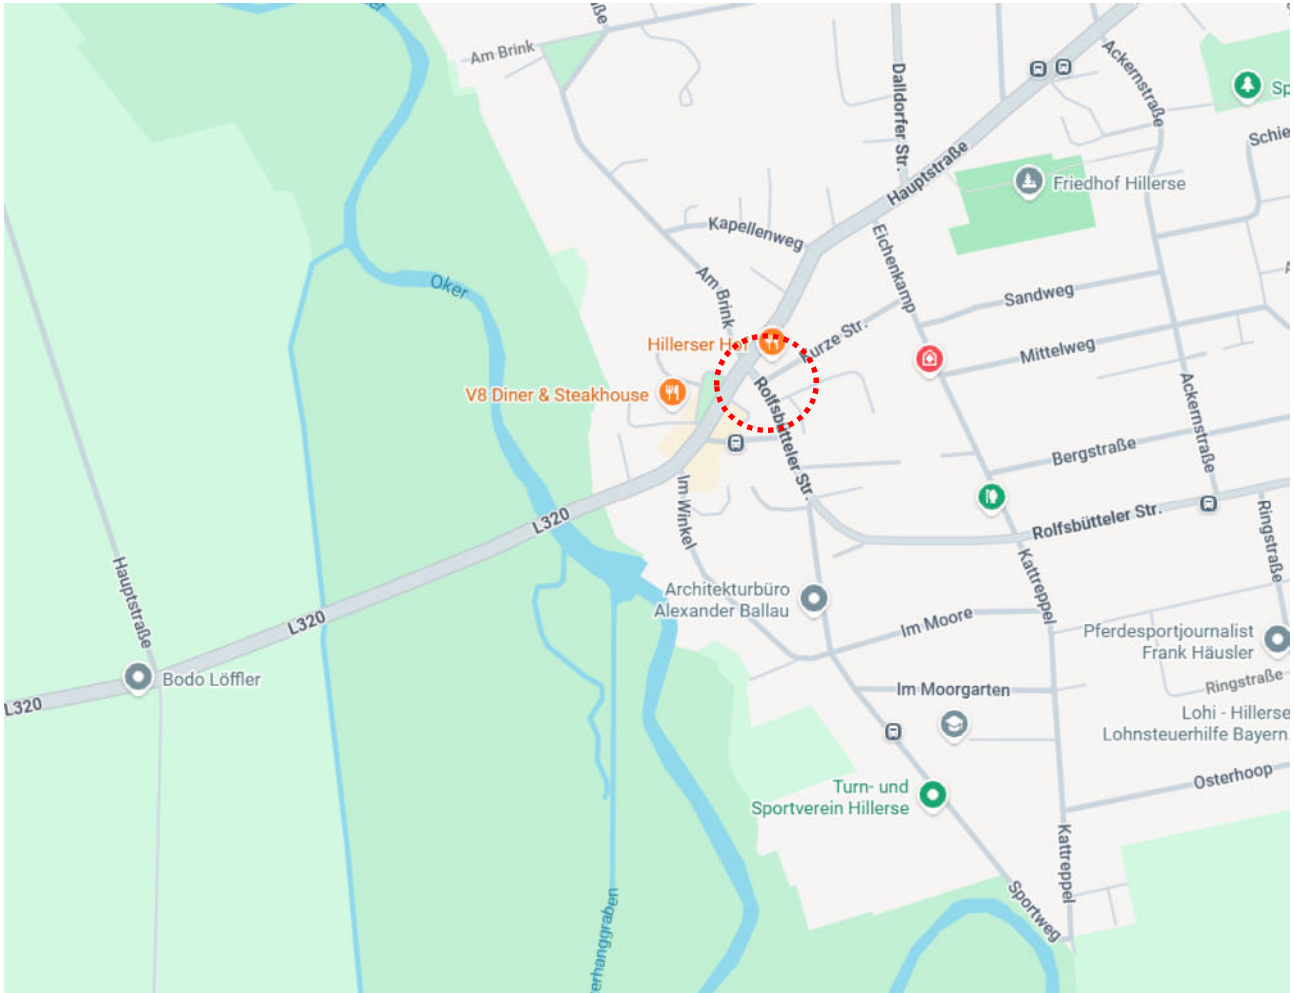 Am Brink
Dalldorfer Str.
Ackernstraße
Hauptstraße
Friedhof Hillerse
Kapellenweg
Eichenkamp
Oker
Am Brink
Sandweg
Hillerser Hof
Kurze Str.
Mittelweg
V8 Diner & Steakhouse
Rolfsbütteler Str.
Ackernstraße
Bergstraße
Im Winkel
L320
Rolfsbütteler Str.
Ringstraße
Hauptstraße
Kattreppel
Architekturbüro
Alexander Ballau
L320
Im Moore
Pferdesportjournalist
Frank Häusler
Bodo Löffler
Ringstraße
L320
Im Moorgarten
Lohi - Hillerse
Lohnsteuerhilfe Bayern
Osterhoop
Turn- und
Sportverein Hillerse
Kattreppel
Sportweg
erhanggraben